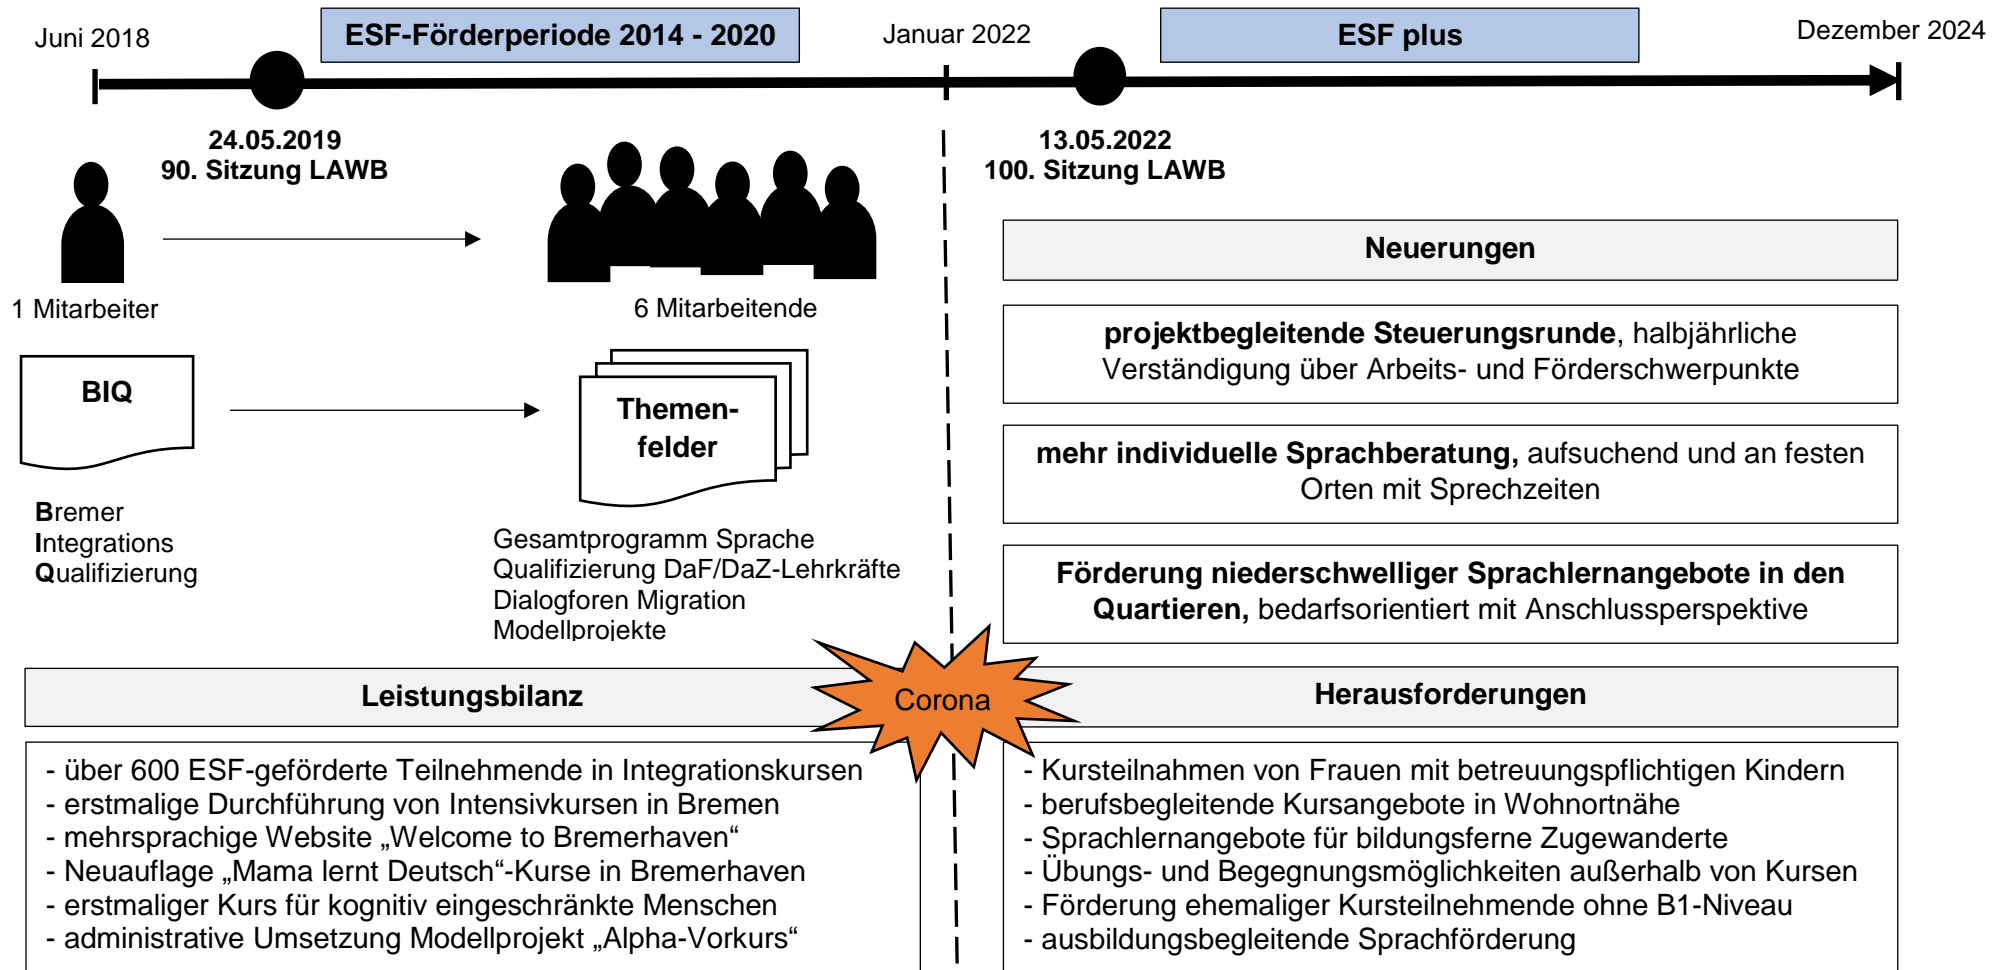 Juni 2018
ESF-Förderperiode 2014 - 2020
Januar 2022
ESF plus
Dezember 2024
24.05.2019
90. Sitzung LAWB
13.05.2022
100. Sitzung LAWB
1 Mitarbeiter
6 Mitarbeitende
BIQ
Themen-
felder
Bremer
Integrations
Qualifizierung
Gesamtprogramm Sprache
Qualifizierung DaF/DaZ-Lehrkräfte
Dialogforen Migration
Modellprojekte
Neuerungen
projektbegleitende Steuerungsrunde, halbjährliche
Verständigung über Arbeits- und Förderschwerpunkte
mehr individuelle Sprachberatung, aufsuchend und an festen
Orten mit Sprechzeiten
Förderung niederschwelliger Sprachlernangebote in den
Quartieren, bedarfsorientiert mit Anschlussperspektive
Leistungsbilanz
Corona
Herausforderungen
- über 600 ESF-geförderte Teilnehmende in Integrationskursen
- erstmalige Durchführung von Intensivkursen in Bremen
- mehrsprachige Website „Welcome to Bremerhaven“
- Neuauflage „Mama lernt Deutsch“-Kurse in Bremerhaven
- erstmaliger Kurs für kognitiv eingeschränkte Menschen
- administrative Umsetzung Modellprojekt „Alpha-Vorkurs“
- Kursteilnahmen von Frauen mit betreuungspflichtigen Kindern
- berufsbegleitende Kursangebote in Wohnortnähe
- Sprachlernangebote für bildungsferne Zugewanderte
- Übungs- und Begegnungsmöglichkeiten außerhalb von Kursen
- Förderung ehemaliger Kursteilnehmende ohne B1-Niveau
- ausbildungsbegleitende Sprachförderung